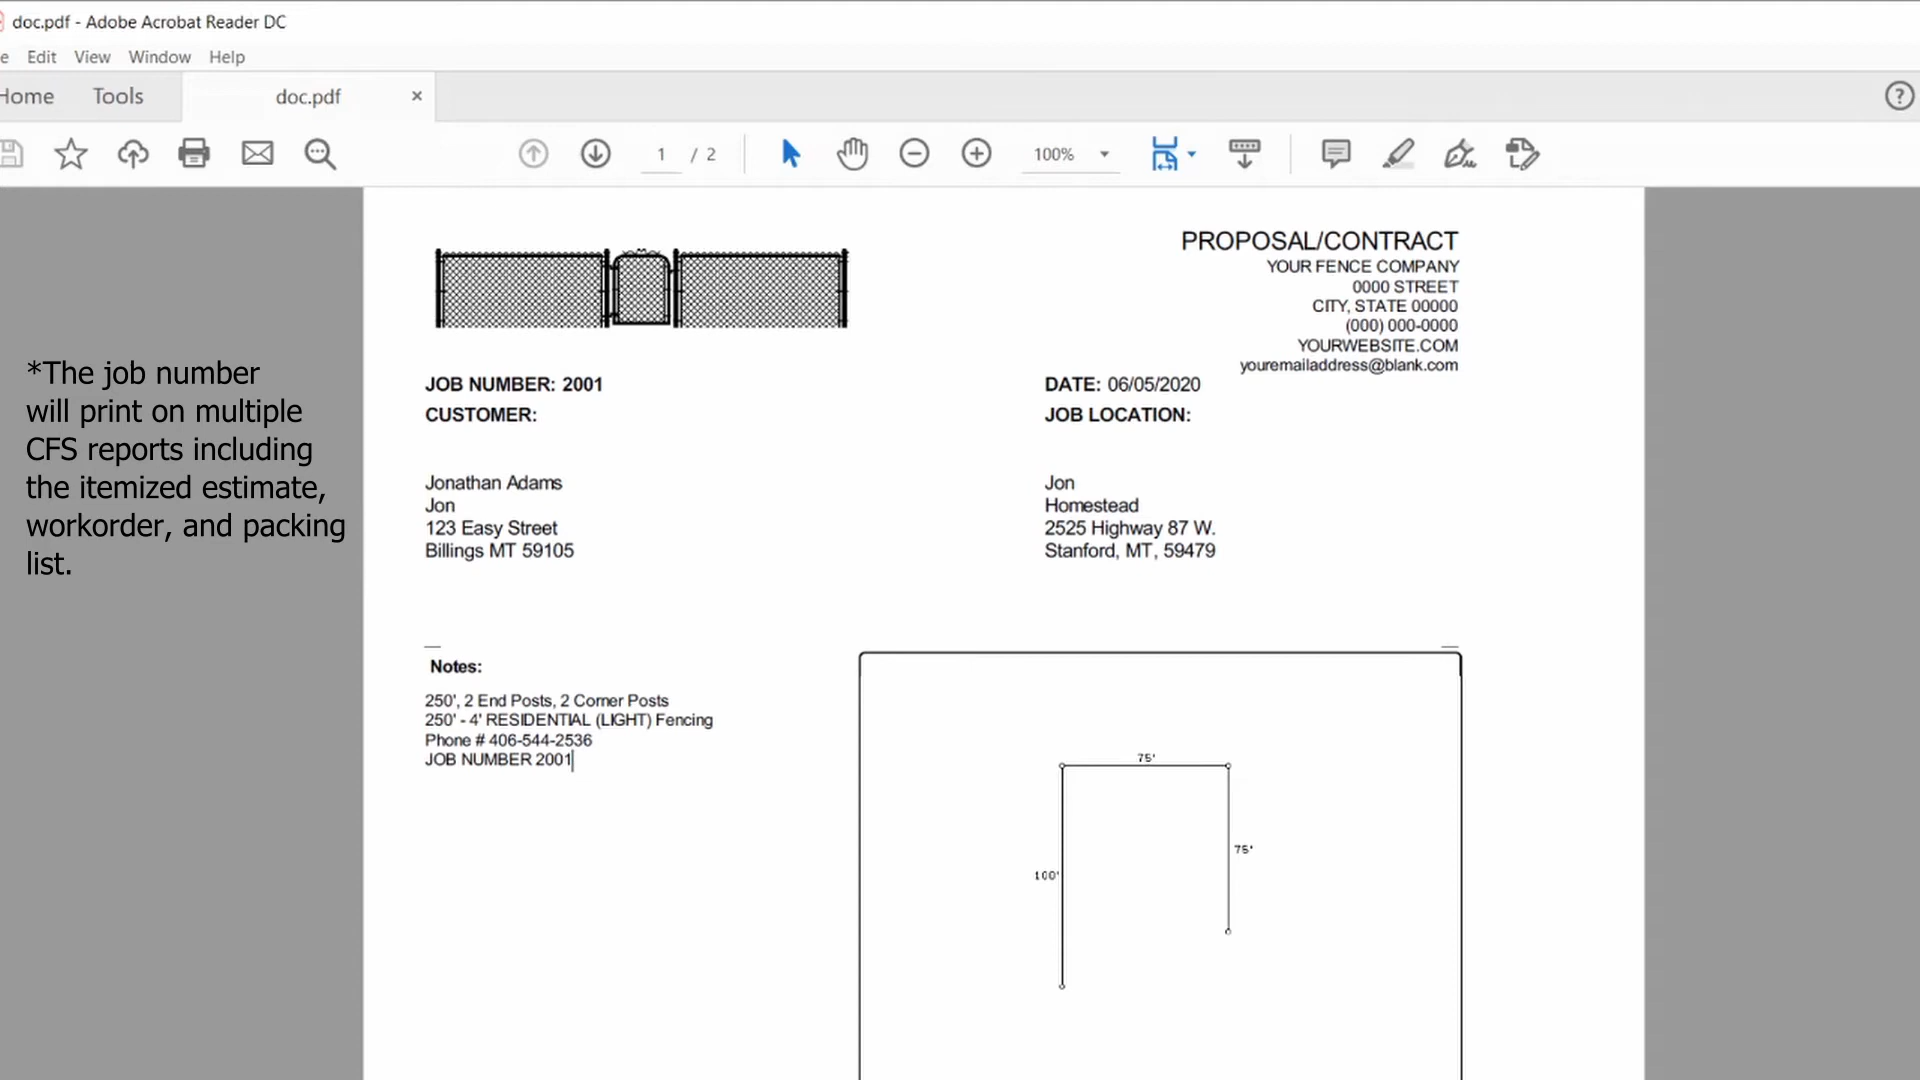 doc.pdf - Adobe Acrobat Reader DC
Edit View Window Help
Home Tools doc.pdf ×
1 / 2 100%
PROPOSAL/CONTRACT
YOUR FENCE COMPANY
0000 STREET
CITY, STATE 00000
(000) 000-0000
YOURWEBSITE.COM
youremailaddress@blank.com
*The job number
will print on multiple
CFS reports including
the itemized estimate,
workorder, and packing
list.
JOB NUMBER: 2001
DATE: 06/05/2020
CUSTOMER:
JOB LOCATION:
Jonathan Adams
Jon
123 Easy Street
Billings MT 59105
Jon
Homestead
2525 Highway 87 W.
Stanford, MT, 59479
Notes:
250', 2 End Posts, 2 Corner Posts
250' - 4' RESIDENTIAL (LIGHT) Fencing
Phone # 406-544-2536
JOB NUMBER 2001
75'
75'
100'